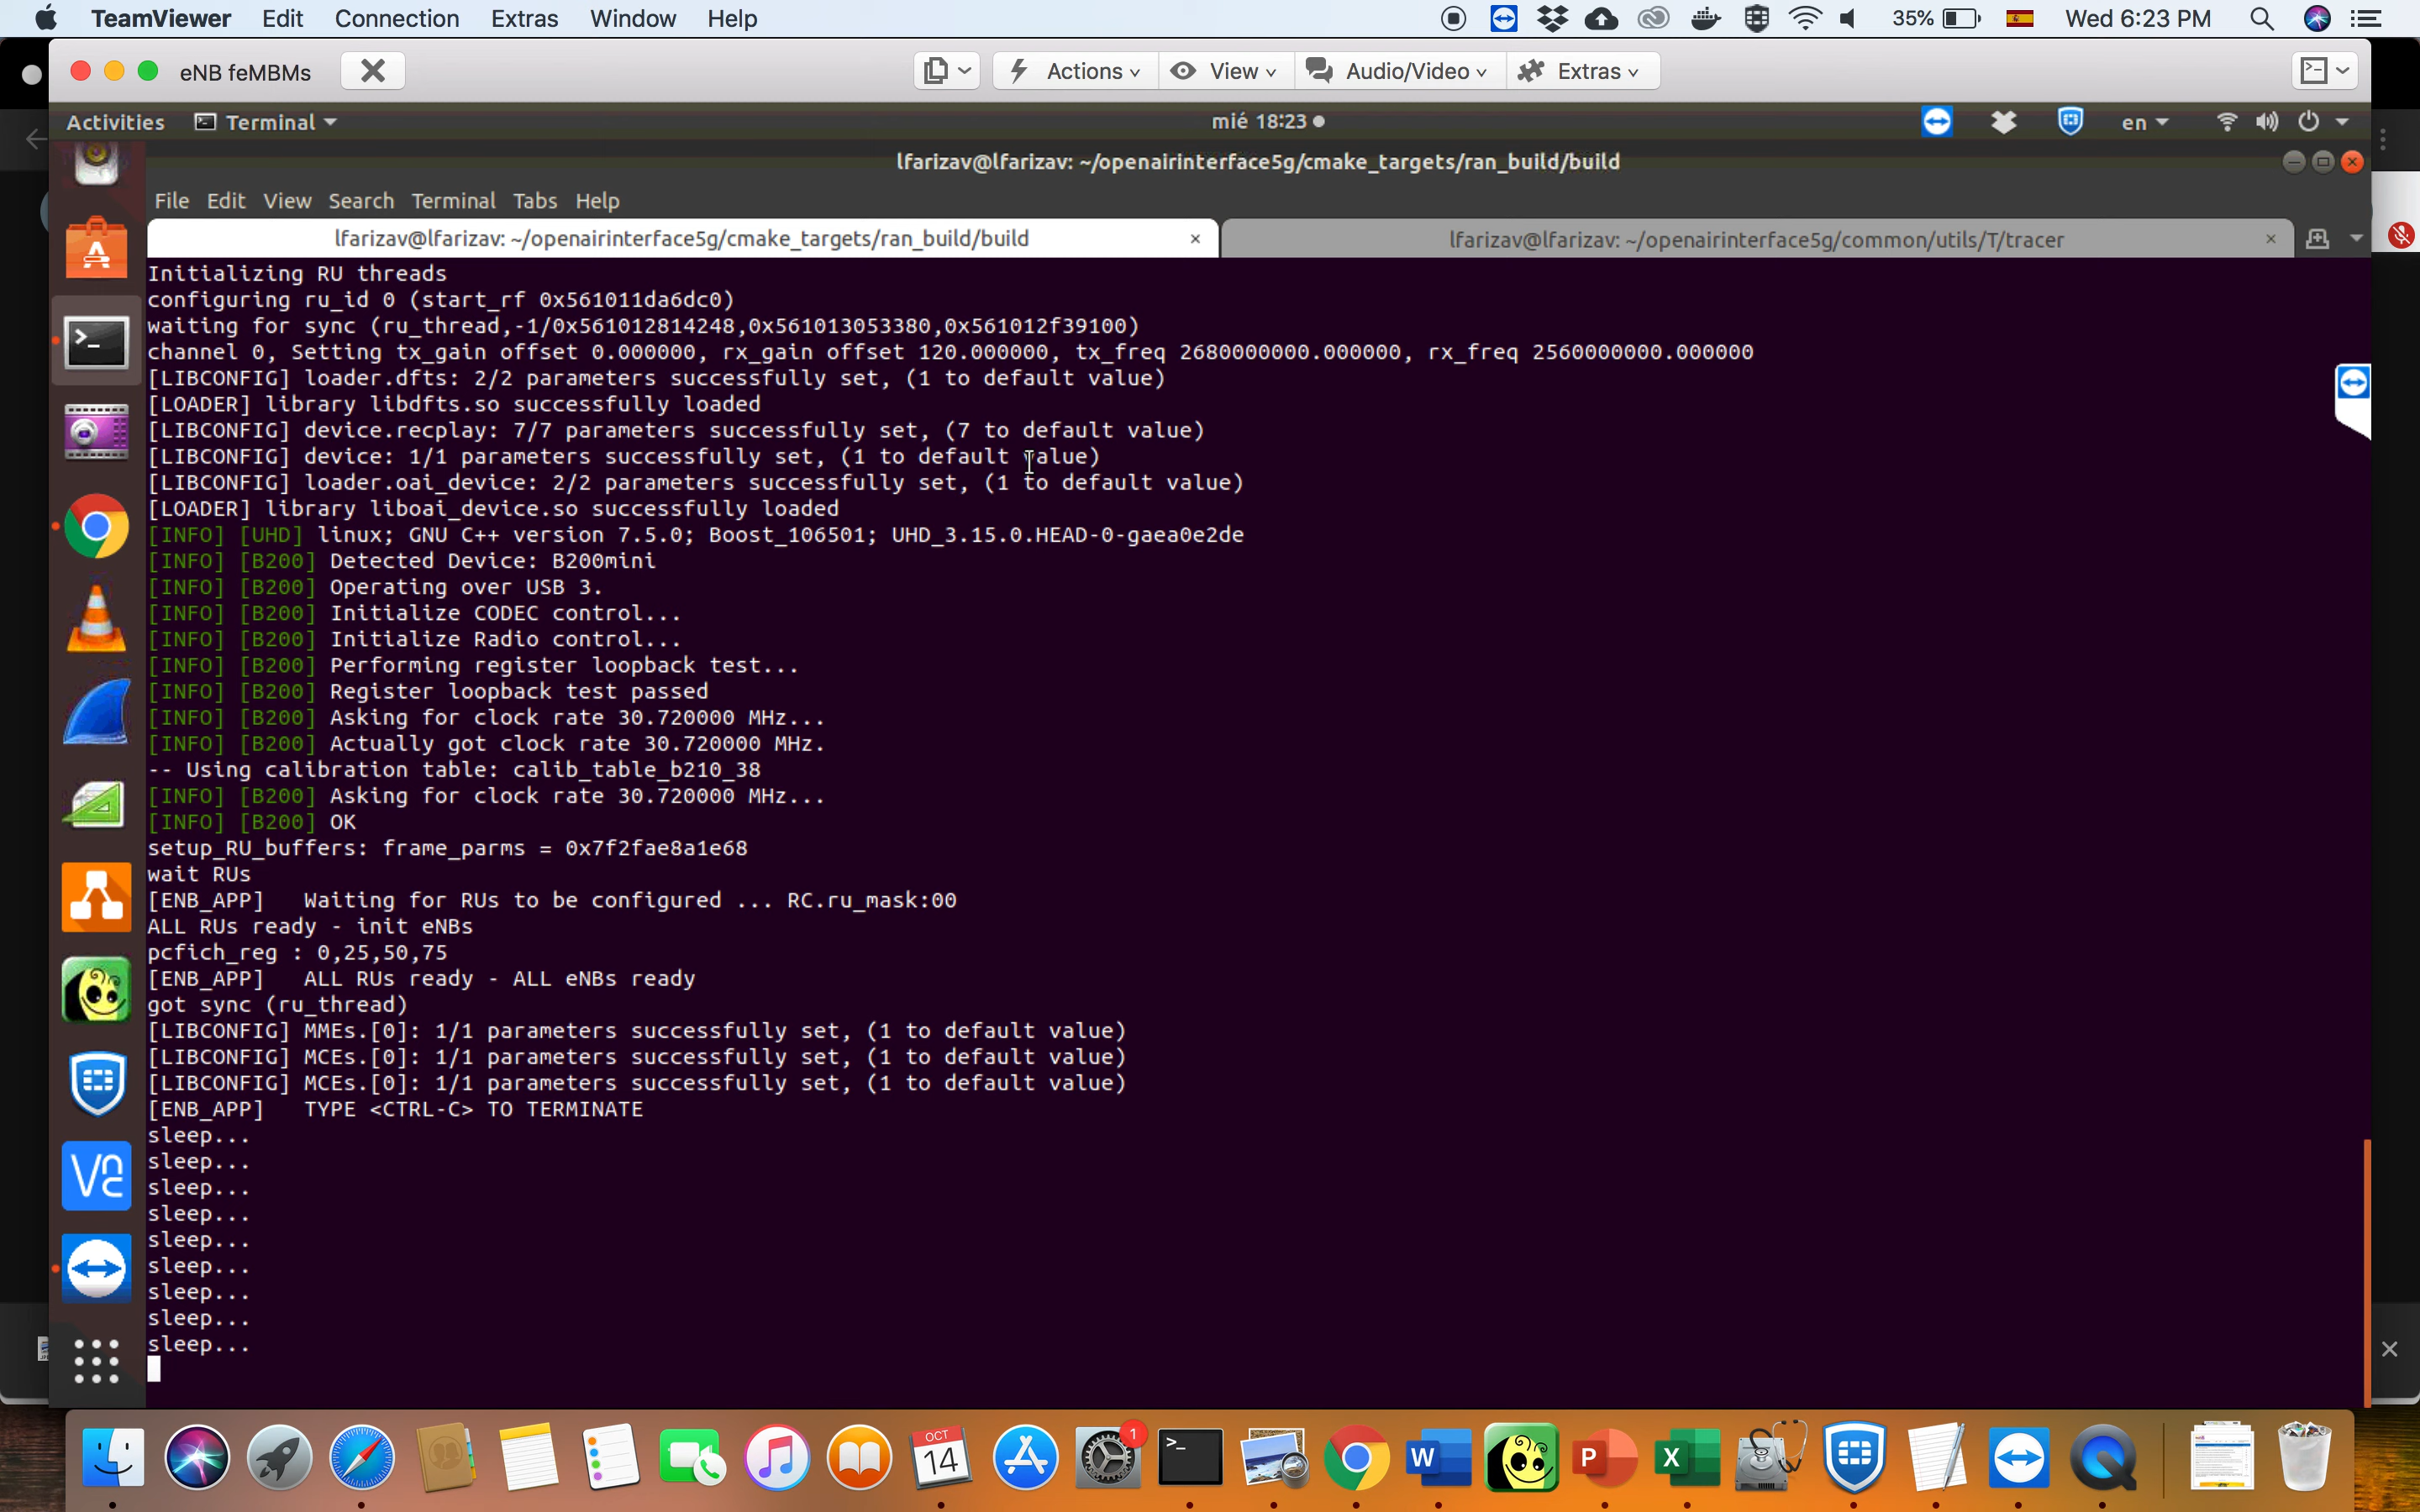 TeamViewer Edit Connection Extras Window Help 35% Wed 6:23 PM
eNB feMBMs Actions View Audio/Video Extras
Activities Terminal mié 18:23 en
lfarizav@lfarizav: ~/openairinterface5g/cmake_targets/ran_build/build
File Edit View Search Terminal Tabs Help
lfarizav@lfarizav: ~/openairinterface5g/cmake_targets/ran_build/build lfarizav@lfarizav: ~/openairinterface5g/common/utils/T/tracer
Initializing RU threads
configuring ru_id 0 (start_rf 0x561011da6dc0)
waiting for sync (ru_thread,-1/0x561012814248,0x561013053380,0x561012f39100)
channel 0, Setting tx_gain offset 0.000000, rx_gain offset 120.000000, tx_freq 2680000000.000000, rx_freq 2560000000.000000
[LIBCONFIG] loader.dfts: 2/2 parameters successfully set, (1 to default value)
[LOADER] library libdfts.so successfully loaded
[LIBCONFIG] device.recplay: 7/7 parameters successfully set, (7 to default value)
[LIBCONFIG] device: 1/1 parameters successfully set, (1 to default value)
[LIBCONFIG] loader.oai_device: 2/2 parameters successfully set, (1 to default value)
[LOADER] library liboai_device.so successfully loaded
[INFO] [UHD] linux; GNU C++ version 7.5.0; Boost_106501; UHD_3.15.0.HEAD-0-gaea0e2de
[INFO] [B200] Detected Device: B200mini
[INFO] [B200] Operating over USB 3.
[INFO] [B200] Initialize CODEC control...
[INFO] [B200] Initialize Radio control...
[INFO] [B200] Performing register loopback test...
[INFO] [B200] Register loopback test passed
[INFO] [B200] Asking for clock rate 30.720000 MHz...
[INFO] [B200] Actually got clock rate 30.720000 MHz.
-- Using calibration table: calib_table_b210_38
[INFO] [B200] Asking for clock rate 30.720000 MHz...
[INFO] [B200] OK
setup_RU_buffers: frame_parms = 0x7f2fae8a1e68
wait RUs
[ENB_APP]   Waiting for RUs to be configured ... RC.ru_mask:00
ALL RUs ready - init eNBs
pcfich_reg : 0,25,50,75
[ENB_APP]   ALL RUs ready - ALL eNBs ready
got sync (ru_thread)
[LIBCONFIG] MMEs.[0]: 1/1 parameters successfully set, (1 to default value)
[LIBCONFIG] MCEs.[0]: 1/1 parameters successfully set, (1 to default value)
[LIBCONFIG] MCEs.[0]: 1/1 parameters successfully set, (1 to default value)
[ENB_APP]   TYPE <CTRL-C> TO TERMINATE
sleep...
sleep...
sleep...
sleep...
sleep...
sleep...
sleep...
sleep...
sleep...
OCT
14
1
W
P
X